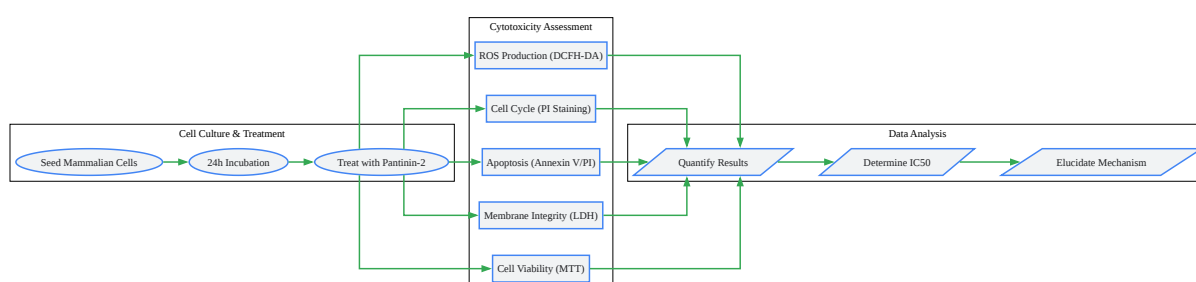 Cytotoxicity Assessment
ROS Production (DCFH-DA)
Cell Cycle (PI Staining)
Cell Culture & Treatment
Data Analysis
Seed Mammalian Cells
24h Incubation
Treat with Pantinin-2
Apoptosis (Annexin V/PI)
Quantify Results
Determine IC50
Elucidate Mechanism
Membrane Integrity (LDH)
Cell Viability (MTT)